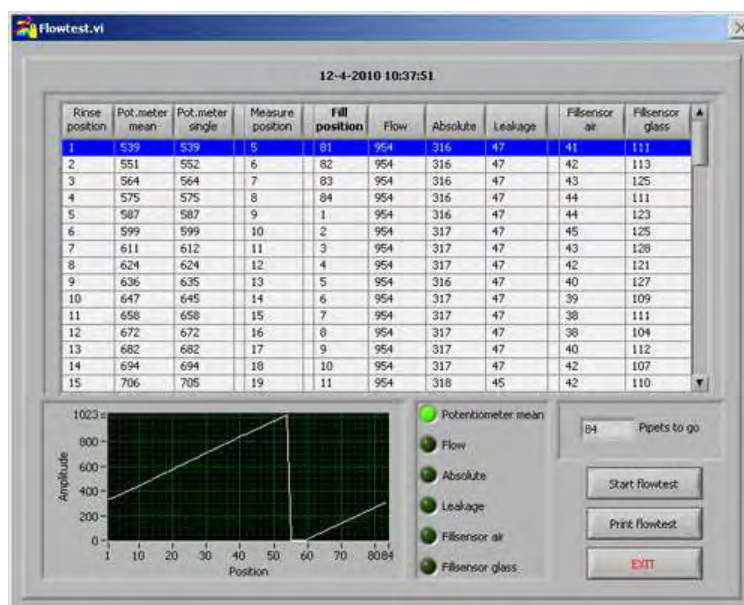 Flowtest.vi
12-4-2010 10:37:51
Rinse position Pot.meter mean Pot.meter single Measure position Fill position Flow Absolute Leakage Fillsensor air Fillsensor glass
1 539 539 5 81 954 316 47 41 111
2 551 552 6 82 954 316 47 42 113
3 564 564 7 83 954 316 47 43 125
4 575 575 8 84 954 316 47 44 111
5 587 587 9 1 954 316 47 44 123
6 599 599 10 2 954 317 47 45 125
7 611 612 11 3 954 317 47 43 128
8 624 624 12 4 954 317 47 42 121
9 636 635 13 5 954 316 47 40 127
10 647 645 14 6 954 317 47 39 109
11 658 658 15 7 954 317 47 38 111
12 672 672 16 8 954 317 47 38 104
13 682 682 17 9 954 317 47 40 112
14 694 694 18 10 954 317 47 42 107
15 706 705 19 11 954 318 45 42 110
Amplitude
1023
800
600
400
200
0
1 10 20 30 40 50 60 70 80 84
Position
Potentiometer mean
Flow
Absolute
Leakage
Fillsensor air
Fillsensor glass
84 Pipets to go
Start flowtest
Print flowtest
EXIT